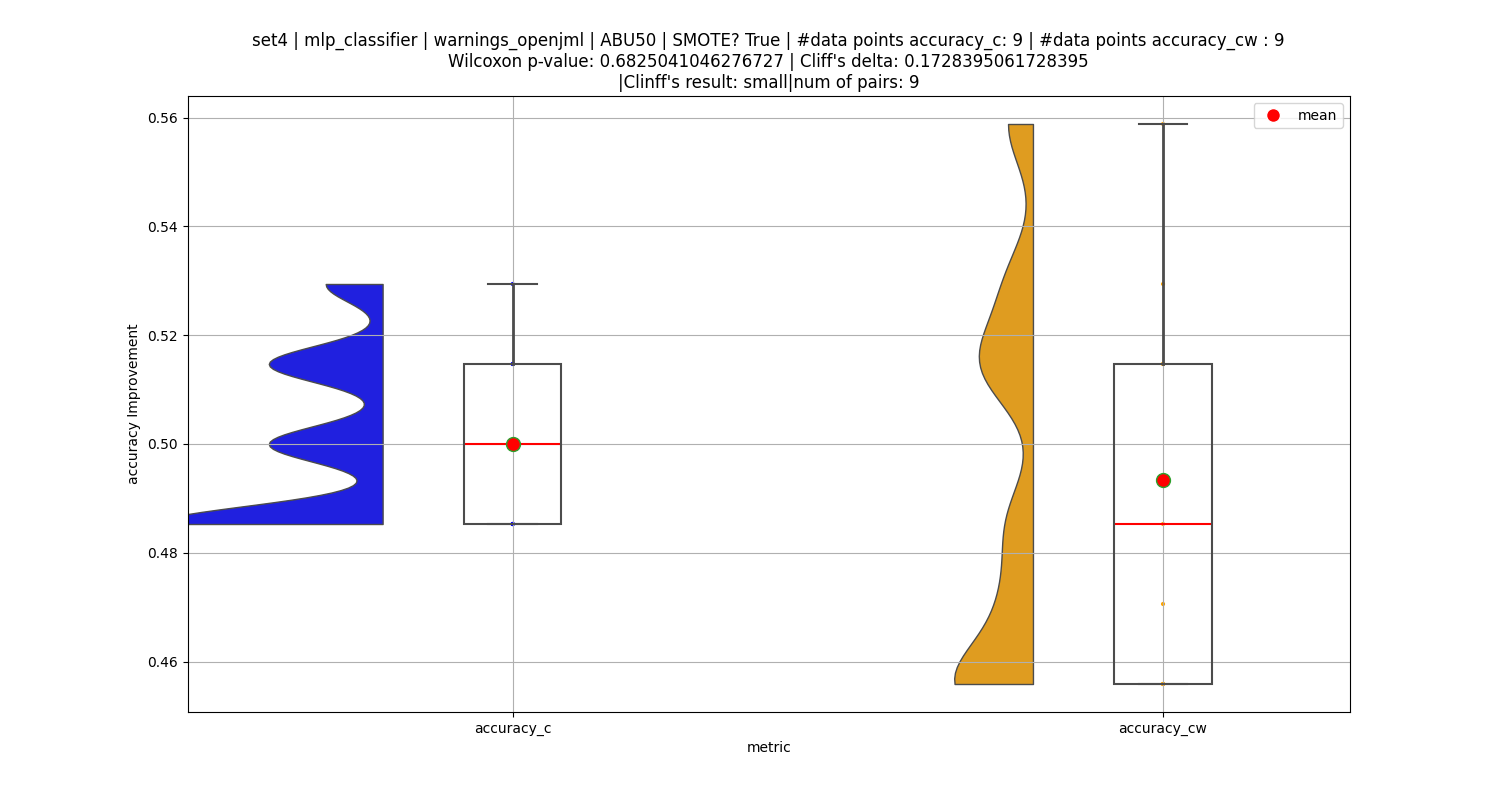 set4 | mlp_classifier | warnings_openjml | ABU50 | SMOTE? True | #data points accuracy_c: 9 | #data points accuracy_cw : 9
Wilcoxon p-value: 0.6825041046276727 | Cliff's delta: 0.1728395061728395
|Clinff's result: small|num of pairs: 9
mean
0.56
0.54
0.52
0.50
0.48
0.46
accuracy Improvement
accuracy_c
accuracy_cw
metric